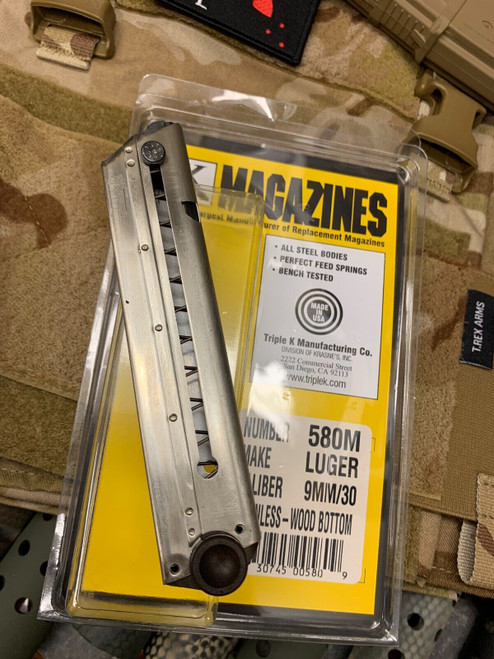 K MAGAZINES
Manufacturer of Replacement Magazines
• ALL STEEL BODIES
• PERFECT FEED SPRINGS
• BENCH TESTED
MADE
IN
USA
Triple K Manufacturing Co.
DIVISION OF KRASNE'S, INC.
2222 Commercial Street
San Diego, CA 92113
www.triplek.com
NUMBER 580M
MAKE LUGER
LIBER 9MM/30
NLESS-WOOD BOTTOM
30745 00580 9
T.REX ARMS